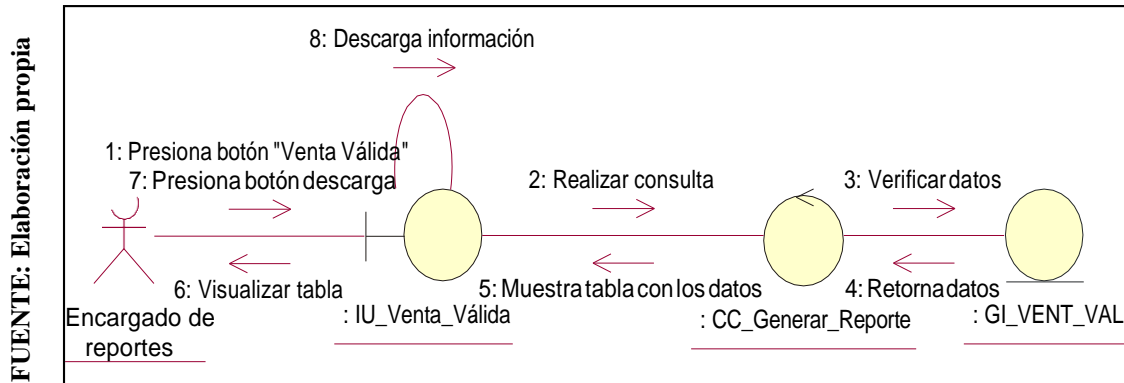 FUENTE: Elaboración propia
8: Descarga información
1: Presiona botón "Venta Válida"
7: Presiona botón descarga
2: Realizar consulta
3: Verificar datos
6: Visualizar tabla
5: Muestra tabla con los datos
4: Retorna datos
Encargado de
reportes
: IU_Venta_Válida
: CC_Generar_Reporte
: GI_VENT_VAL